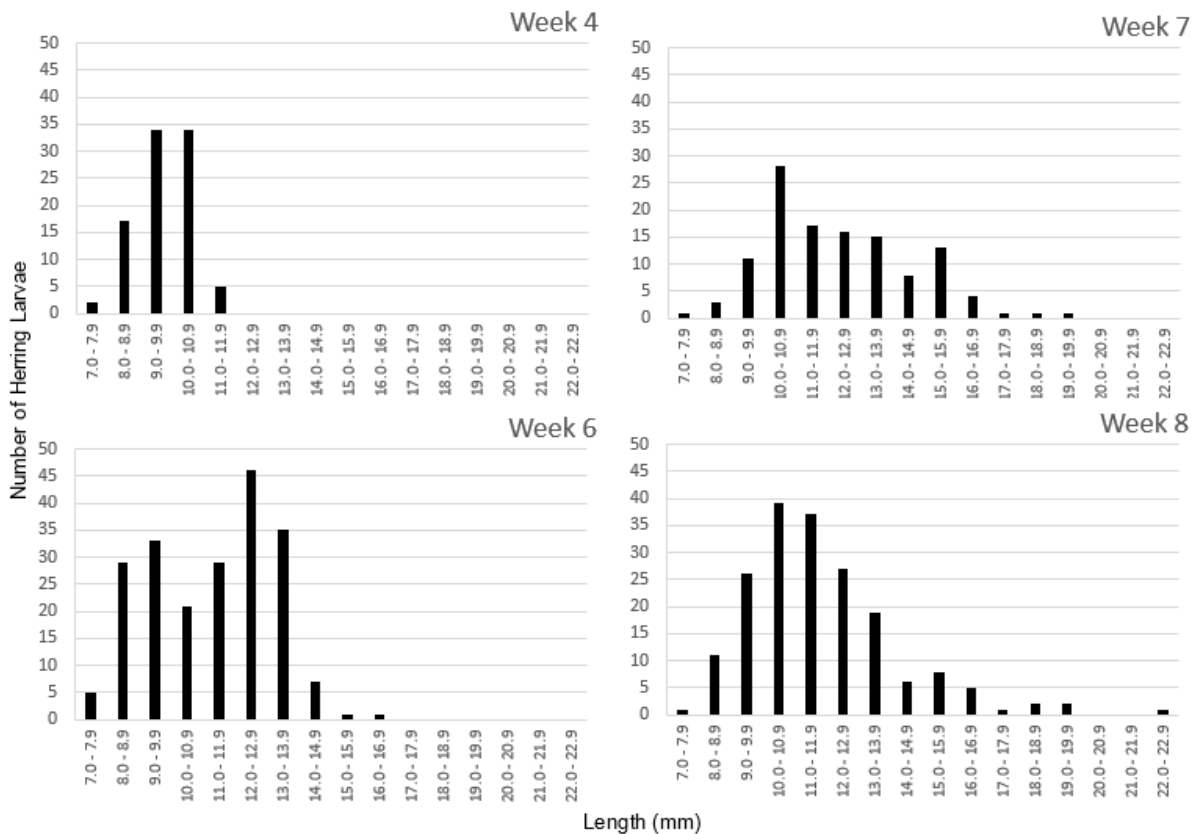 Week 4
50
45
40
35
30
25
20
15
10
5
0
7.0 - 7.9
8.0 - 8.9
9.0 - 9.9
10.0 - 10.9
11.0 - 11.9
12.0 - 12.9
13.0 - 13.9
14.0 - 14.9
15.0 - 15.9
16.0 - 16.9
17.0 - 17.9
18.0 - 18.9
19.0 - 19.9
20.0 - 20.9
21.0 - 21.9
22.0 - 22.9
Week 7
50
45
40
35
30
25
20
15
10
5
0
7.0 - 7.9
8.0 - 8.9
9.0 - 9.9
10.0 - 10.9
11.0 - 11.9
12.0 - 12.9
13.0 - 13.9
14.0 - 14.9
15.0 - 15.9
16.0 - 16.9
17.0 - 17.9
18.0 - 18.9
19.0 - 19.9
20.0 - 20.9
21.0 - 21.9
22.0 - 22.9
Number of Herring Larvae
Week 6
50
45
40
35
30
25
20
15
10
5
0
7.0 - 7.9
8.0 - 8.9
9.0 - 9.9
10.0 - 10.9
11.0 - 11.9
12.0 - 12.9
13.0 - 13.9
14.0 - 14.9
15.0 - 15.9
16.0 - 16.9
17.0 - 17.9
18.0 - 18.9
19.0 - 19.9
20.0 - 20.9
21.0 - 21.9
22.0 - 22.9
Week 8
50
45
40
35
30
25
20
15
10
5
0
7.0 - 7.9
8.0 - 8.9
9.0 - 9.9
10.0 - 10.9
11.0 - 11.9
12.0 - 12.9
13.0 - 13.9
14.0 - 14.9
15.0 - 15.9
16.0 - 16.9
17.0 - 17.9
18.0 - 18.9
19.0 - 19.9
20.0 - 20.9
21.0 - 21.9
22.0 - 22.9
Length (mm)